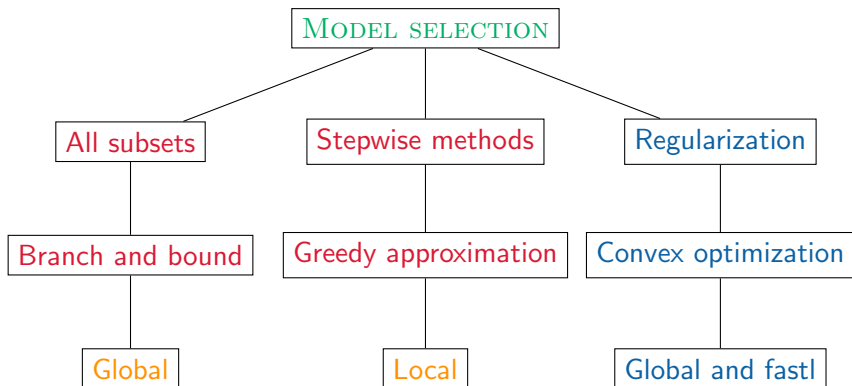 MODEL SELECTION
All subsets
Stepwise methods
Regularization
Branch and bound
Greedy approximation
Convex optimization
Global
Local
Global and fastl